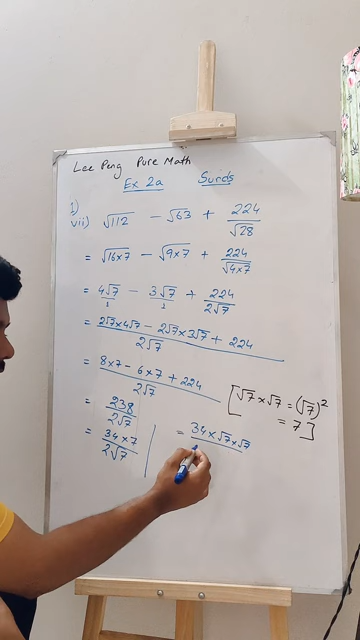 Lee Peng Pure Math
Ex 2a Surds
i)
vii) √112 - √63 + 224/√28
= √16×7 - √9×7 + 224/√4×7
= 4√7/1 - 3√7/1 + 224/2√7
= 2√7×4√7 - 2√7×3√7 + 224/2√7
= 8×7 - 6×7 + 224/2√7
[√7×√7 = (√7)²
= 7]
= 238/2√7
= 34×7/2√7
= 34×√7×√7